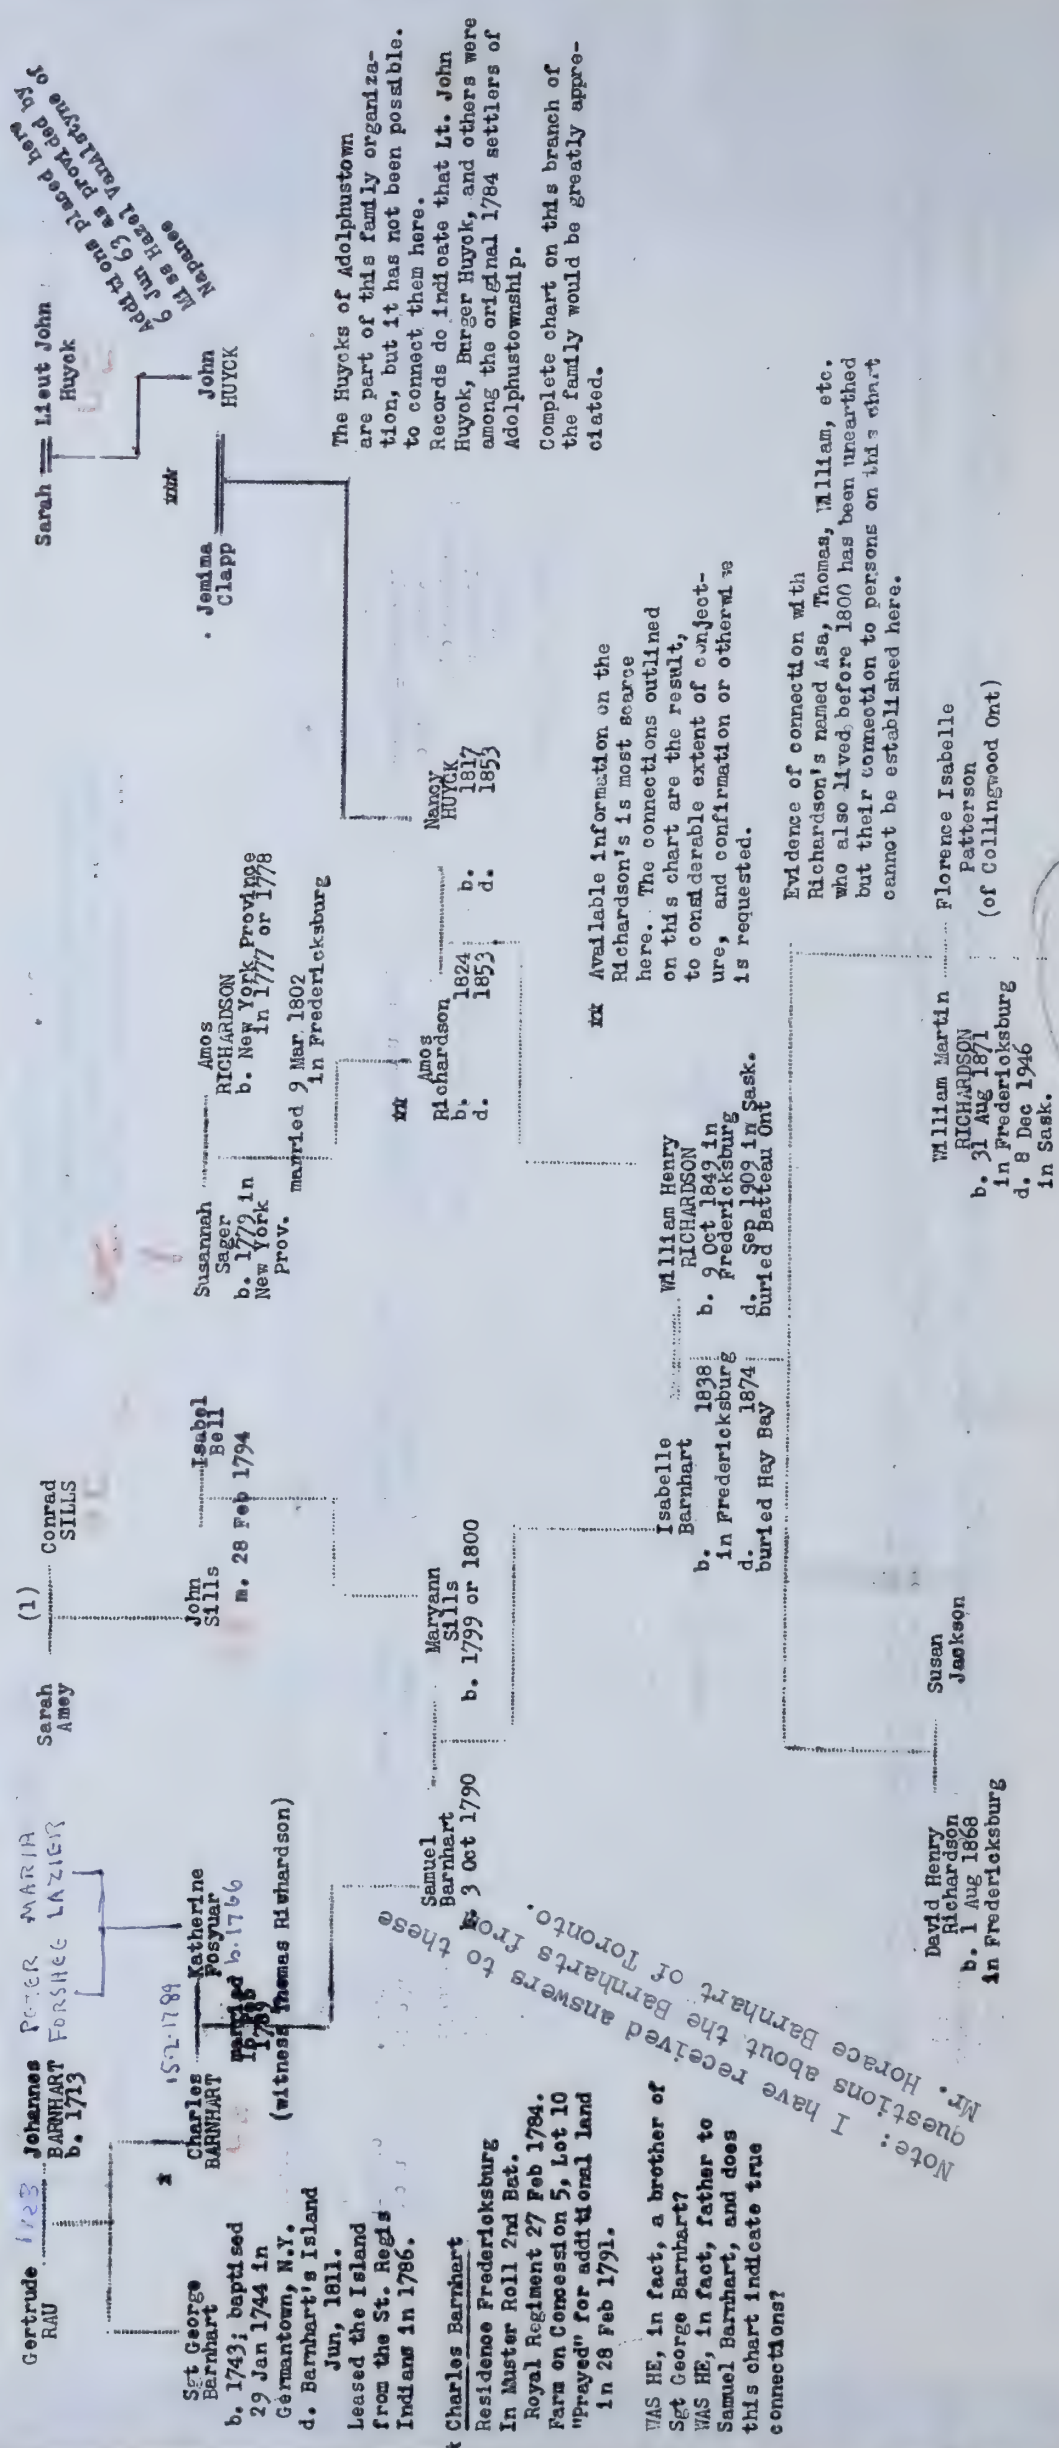 Gertrude
RAU
1723
Johannes
BARNHART
b. 1713
PETER MARIA
FORSHEE LAZIER
Sarah
Amey
(1)
Conrad
SILLS
Sarah
Lieut John
Huyck
Additions placed here
6 Jun 63 as provided by
Miss Hazel Vanalstyne of
Napanee
Sgt George
Barnhart
b. 1743; baptised
29 Jan 1744 in
Germantown, N.Y.
d. Barnhart's Island
Jun, 1811.
Leased the Island
from the St. Regis
Indians in 1786.
*
Charles
BARNHART
15.2.1789
Katherine
Fosyuar
married b. 1766
1789
(witness Thomas Richardson)
John
Sills
Isabel
Bell
m. 28 Feb 1794
Susannah
Sager
b. 1779 in
New York
Prov.
Amos
RICHARDSON
b. New York Province
in 1777 or 1778
married 9 Mar 1802
in Fredericksburg
Jemima
Clapp
***
John
HUYCK
The Huycks of Adolphustown
are part of this family organiza-
tion, but it has not been possible.
to connect them here.
Records do indicate that Lt. John
Huyck, Burger Huyck, and others were
among the original 1784 settlers of
Adolphustownship.
Complete chart on this branch of
the family would be greatly appre-
ciated.
* Charles Barnhart
Residence Fredericksburg
In Muster Roll 2nd Bat.
Royal Regiment 27 Feb 1784.
Farm on Concession 5, Lot 10
"Prayed" for additional land
in 28 Feb 1791.
WAS HE, in fact, a brother of
Sgt George Barnhart?
WAS HE, in fact, father to
Samuel Barnhart, and does
this chart indicate true
connections?
Note: I have received answers to these
questions about the Barnharts from
Mr. Horace Barnhart of Toronto.
Samuel
Barnhart
b. 3 Oct 1790
Maryann
Sills
b. 1799 or 1800
**
Amos
Richardson
b. 1824
d. 1853
Nancy
HUYCK
b. 1817
d. 1853
** Available information on the
Richardson's is most scarce
here. The connections outlined
on this chart are the result,
to considerable extent of conject-
ure, and confirmation or otherwise
is requested.
Isabelle
Barnhart
b. 1838
in Fredericksburg
d. 1874
buried Hay Bay
William Henry
RICHARDSON
b. 9 Oct 1849 in
Fredericksburg
d. Sep 1909 in Sask.
buried Batteau Ont
Evidence of connection with
Richardson's named Asa, Thomas, William, etc.
who also lived before 1800 has been unearthed
but their connection to persons on this chart
cannot be established here.
David Henry
Richardson
b. 1 Aug 1868
in Fredericksburg
Susan
Jackson
William Martin
RICHARDSON
b. 31 Aug 1871
in Fredericksburg
d. 8 Dec 1946
in Sask.
Florence Isabelle
Patterson
(of Collingwood Ont)